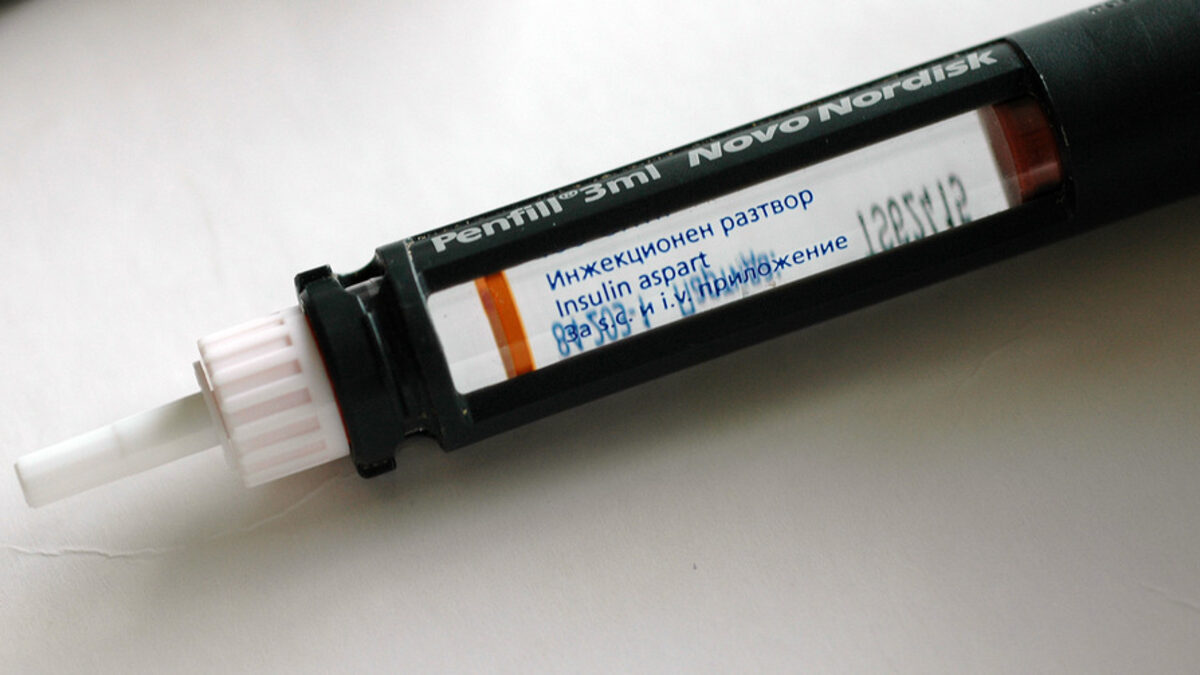 Penfill® 3ml Novo Nordisk
Инжекционен разтвор
Insulin aspart
За s.c. и i.v. приложение